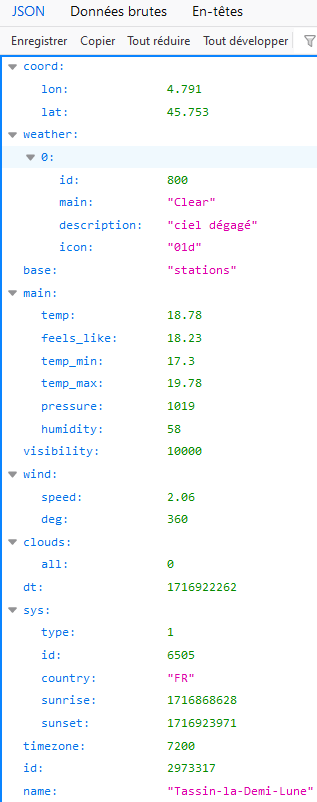 JSON Données brutes En-têtes
Enregistrer Copier Tout réduire Tout développer
coord:
lon: 4.791
lat: 45.753
weather:
0:
id: 800
main: "Clear"
description: "ciel dégagé"
icon: "01d"
base: "stations"
main:
temp: 18.78
feels_like: 18.23
temp_min: 17.3
temp_max: 19.78
pressure: 1019
humidity: 58
visibility: 10000
wind:
speed: 2.06
deg: 360
clouds:
all: 0
dt: 1716922262
sys:
type: 1
id: 6505
country: "FR"
sunrise: 1716868628
sunset: 1716923971
timezone: 7200
id: 2973317
name: "Tassin-la-Demi-Lune"